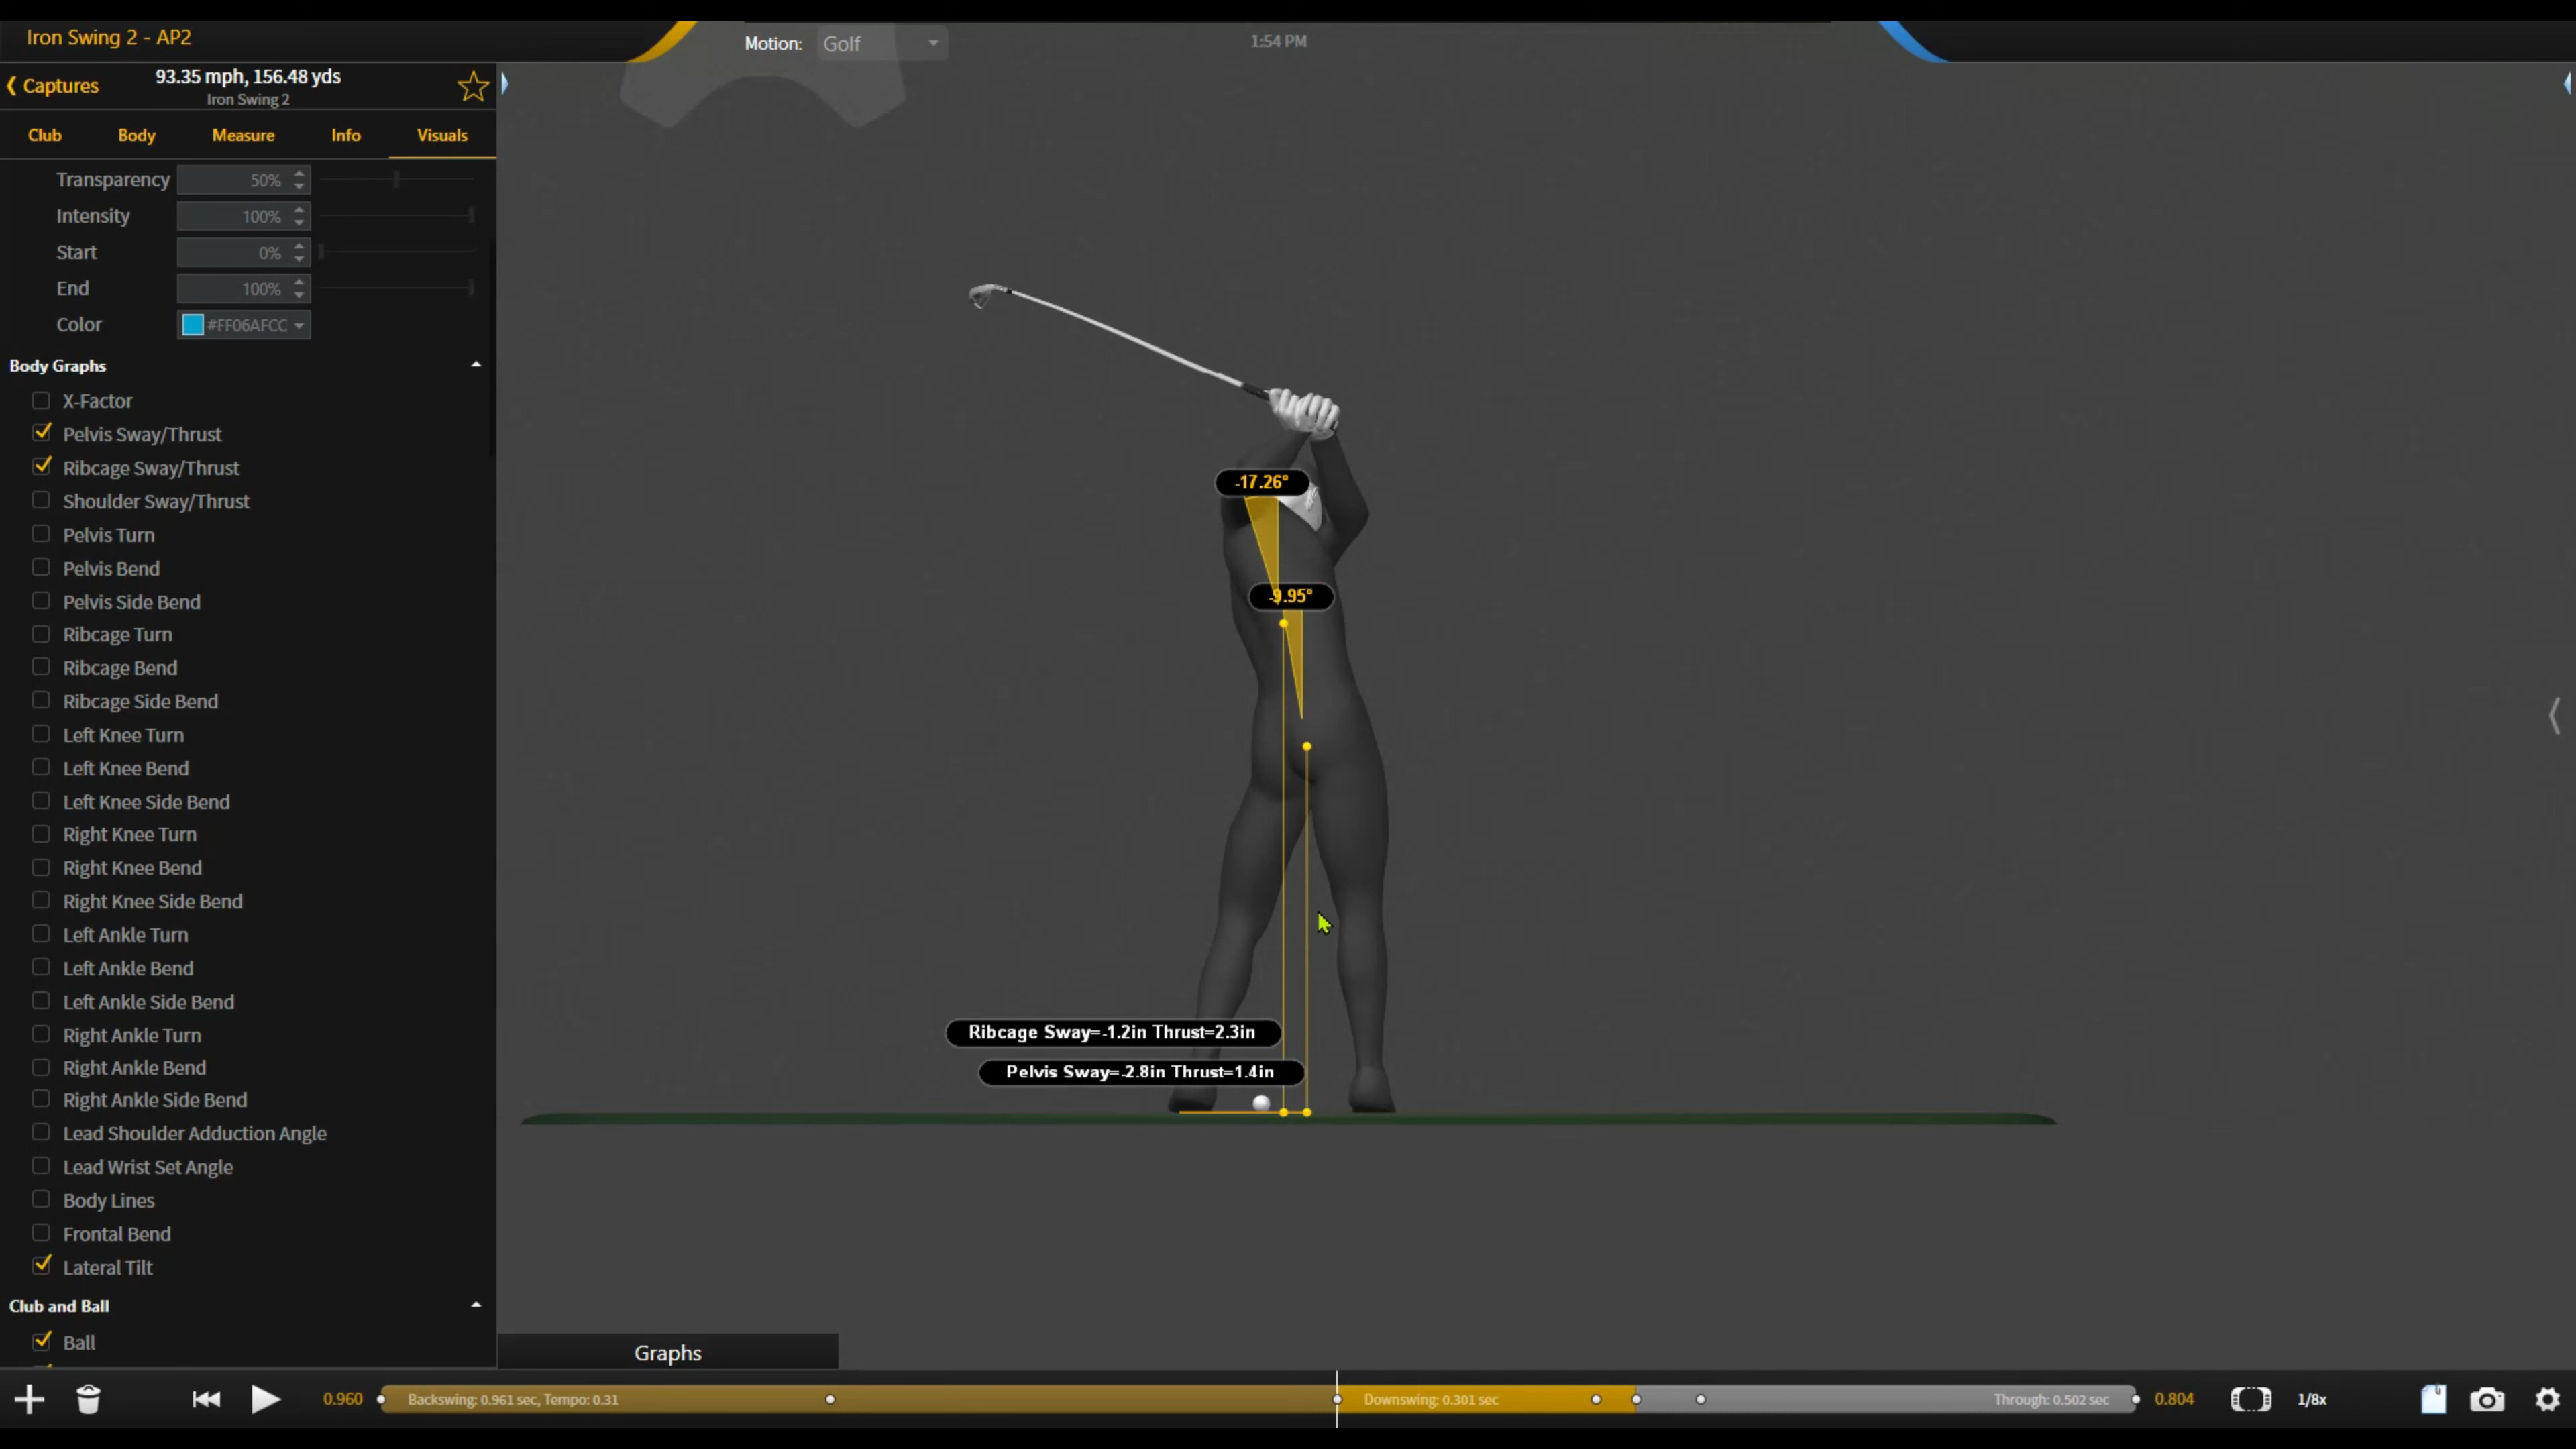 Iron Swing 2 - AP2
Motion: Golf
1:54 PM
Captures
93.35 mph, 156.48 yds
Iron Swing 2
Club Body Measure Info Visuals
Transparency 50%
Intensity 100%
Start 0%
End 100%
Color #FF06AFCC
Body Graphs
X-Factor
Pelvis Sway/Thrust
Ribcage Sway/Thrust
Shoulder Sway/Thrust
Pelvis Turn
Pelvis Bend
Pelvis Side Bend
Ribcage Turn
Ribcage Bend
Ribcage Side Bend
Left Knee Turn
Left Knee Bend
Left Knee Side Bend
Right Knee Turn
Right Knee Bend
Right Knee Side Bend
Left Ankle Turn
Left Ankle Bend
Left Ankle Side Bend
Right Ankle Turn
Right Ankle Bend
Right Ankle Side Bend
Lead Shoulder Adduction Angle
Lead Wrist Set Angle
Body Lines
Frontal Bend
Lateral Tilt
Club and Ball
Ball
-17.26°
-9.95°
Ribcage Sway=-1.2in Thrust=2.3in
Pelvis Sway=-2.8in Thrust=1.4in
Graphs
0.960 Backswing: 0.961 sec, Tempo: 0.31 Downswing: 0.301 sec Through: 0.502 sec 0.804 1/8x